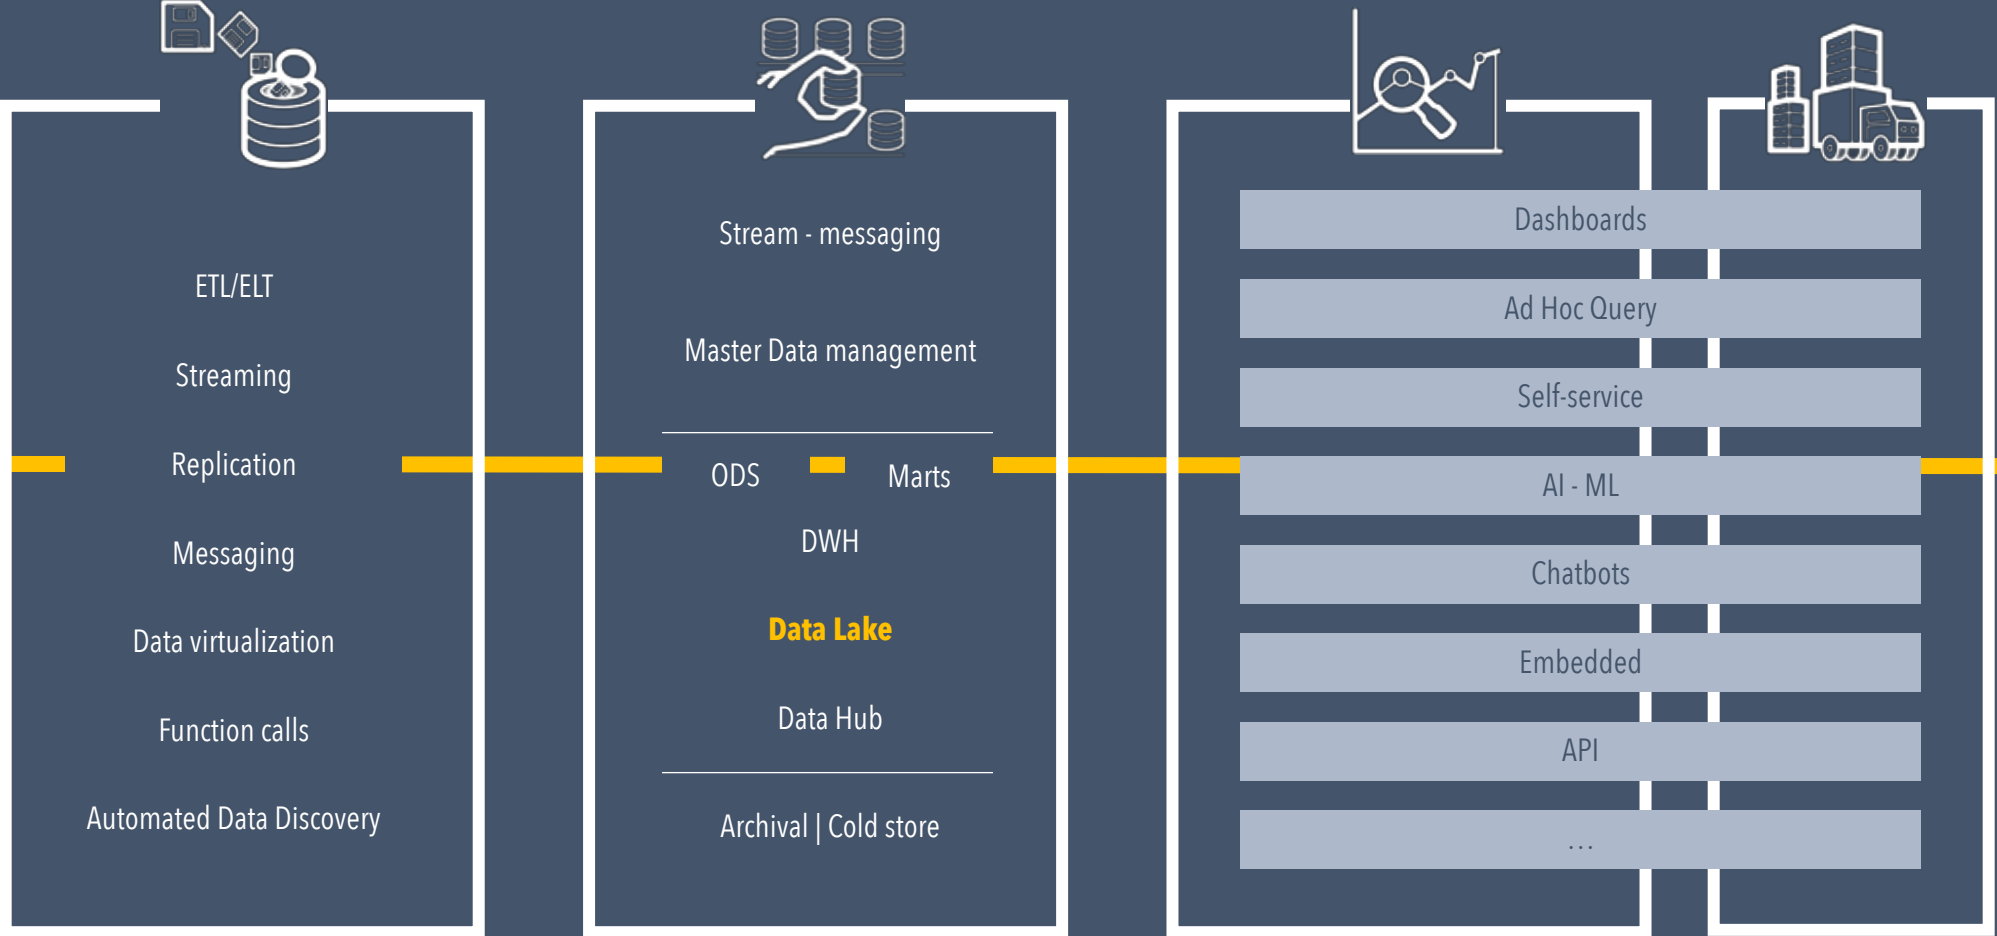 ETL/ELT
Streaming
Replication
Messaging
Data virtualization
Function calls
Automated Data Discovery
Stream - messaging
Master Data management
ODS
Marts
DWH
Data Lake
Data Hub
Archival | Cold store
Dashboards
Ad Hoc Query
Self-service
AI - ML
Chatbots
Embedded
API
...